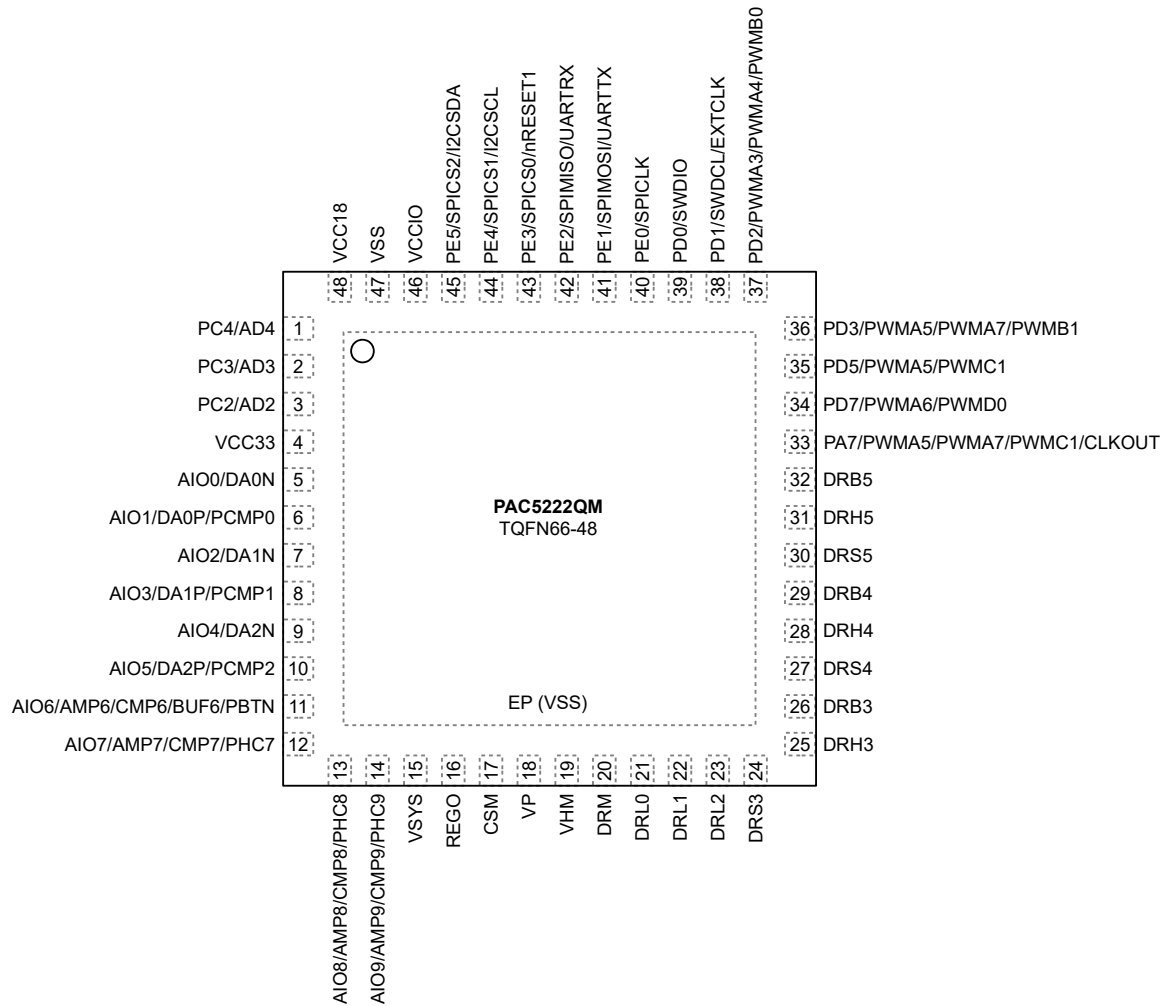 PD2/PWMA3/PWMA4/PWMB0
PD1/SWDCL/EXTCLK
PD0/SWDIO
PE0/SPICLK
PE1/SPIMOSI/UARTTX
PE2/SPIMISO/UARTRX
PE3/SPICS0/nRESET1
PE4/SPICS1/I2CSCL
PE5/SPICS2/I2CSDA
VCCIO
VSS
VCC18
48 47 46 45 44 43 42 41 40 39 38 37
PC4/AD4 1
PC3/AD3 2
PC2/AD2 3
VCC33 4
AIO0/DA0N 5
AIO1/DA0P/PCMP0 6
AIO2/DA1N 7
AIO3/DA1P/PCMP1 8
AIO4/DA2N 9
AIO5/DA2P/PCMP2 10
AIO6/AMP6/CMP6/BUF6/PBTN 11
AIO7/AMP7/CMP7/PHC7 12
PAC5222QM
TQFN66-48
EP (VSS)
36 PD3/PWMA5/PWMA7/PWMB1
35 PD5/PWMA5/PWMC1
34 PD7/PWMA6/PWMD0
33 PA7/PWMA5/PWMA7/PWMC1/CLKOUT
32 DRB5
31 DRH5
30 DRS5
29 DRB4
28 DRH4
27 DRS4
26 DRB3
25 DRH3
13 14 15 16 17 18 19 20 21 22 23 24
AIO8/AMP8/CMP8/PHC8
AIO9/AMP9/CMP9/PHC9
VSYS
REGO
CSM
VP
VHM
DRM
DRL0
DRL1
DRL2
DRS3